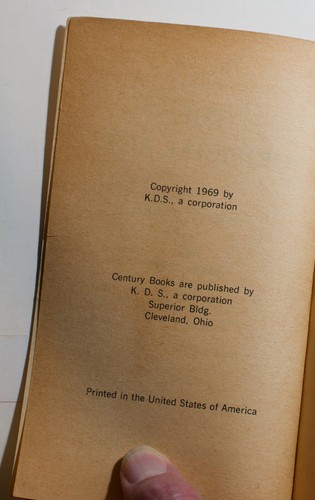 Copyright 1969 by
K.D.S., a corporation
Century Books are published by
K. D. S., a corporation
Superior Bldg.
Cleveland, Ohio
Printed in the United States of America